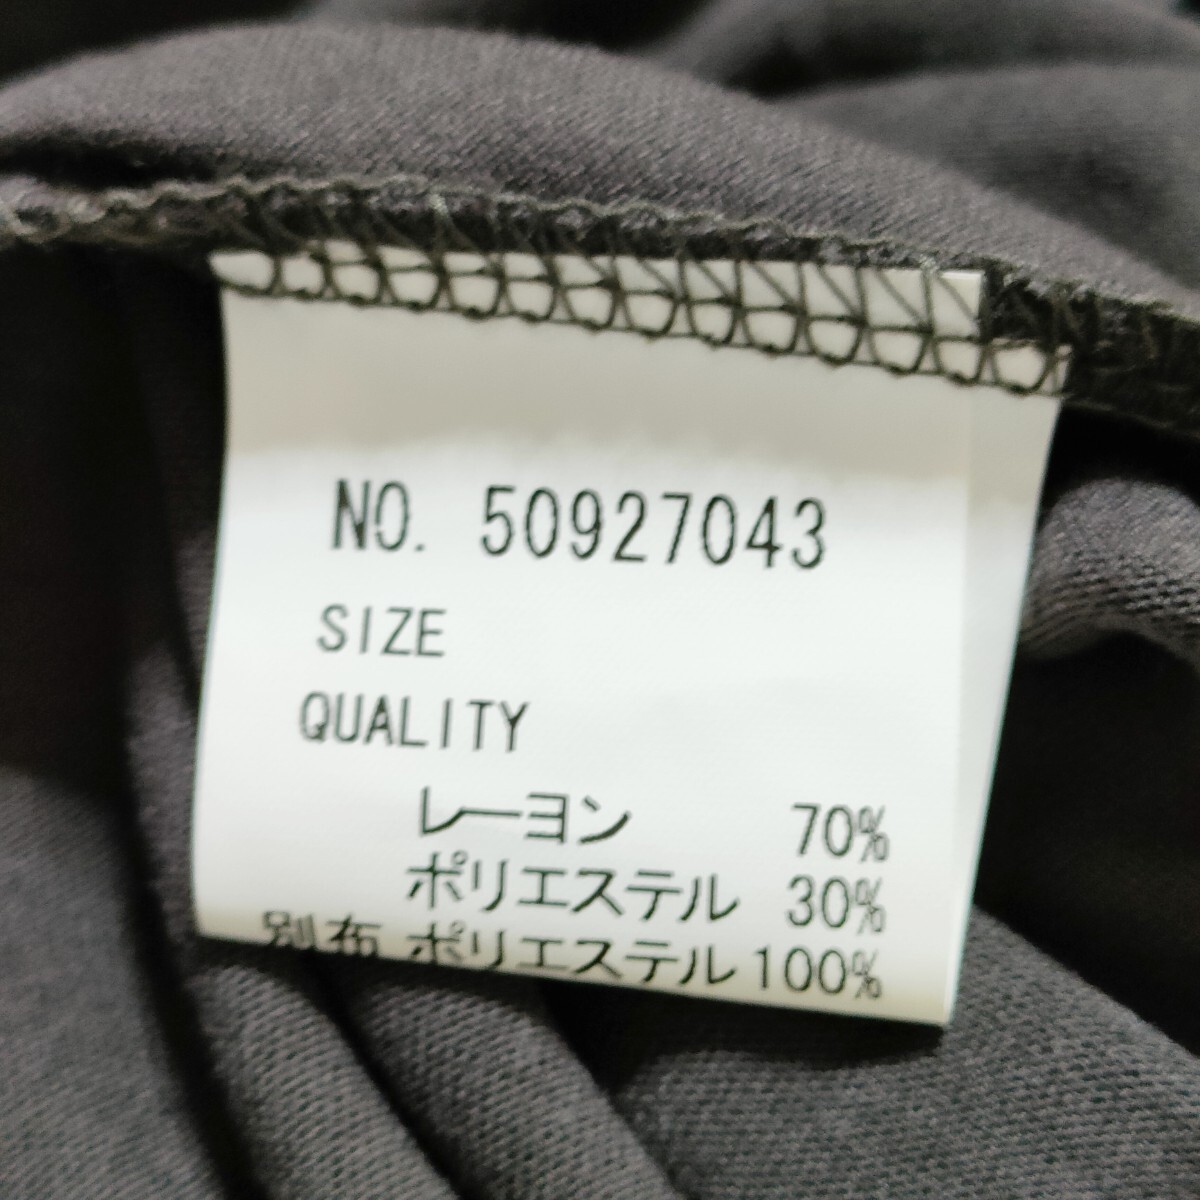 NO. 50927043
SIZE
QUALITY
レーヨン 70%
ポリエステル 30%
別布 ポリエステル 100%